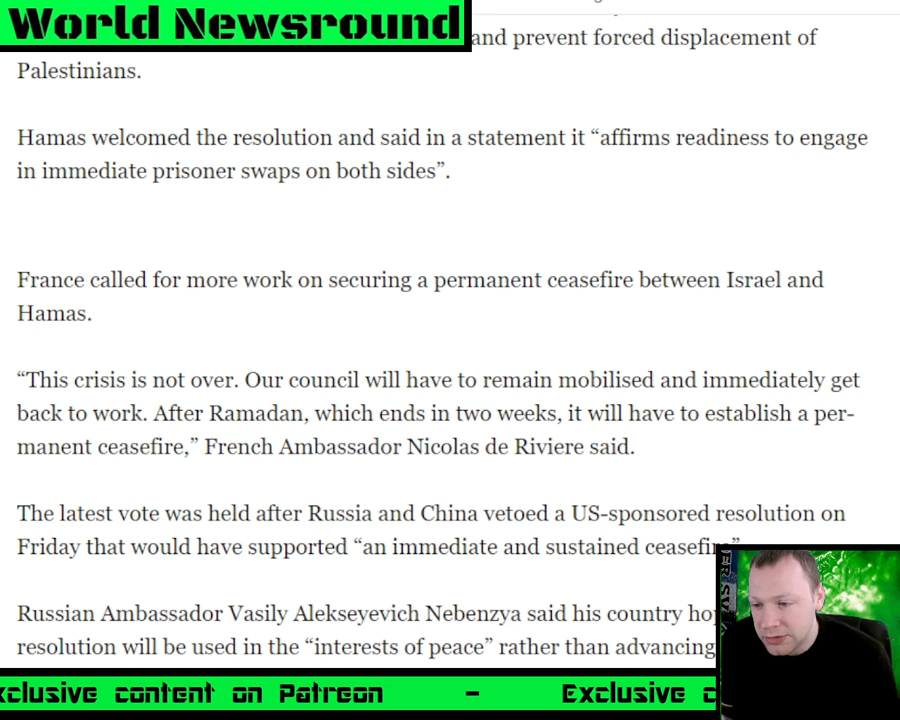 World Newsround
and prevent forced displacement of
Palestinians.
Hamas welcomed the resolution and said in a statement it “affirms readiness to engage
in immediate prisoner swaps on both sides”.
France called for more work on securing a permanent ceasefire between Israel and
Hamas.
“This crisis is not over. Our council will have to remain mobilised and immediately get
back to work. After Ramadan, which ends in two weeks, it will have to establish a per-
manent ceasefire,” French Ambassador Nicolas de Riviere said.
The latest vote was held after Russia and China vetoed a US-sponsored resolution on
Friday that would have supported “an immediate and sustained ceasefire”
Russian Ambassador Vasily Alekseyevich Nebenzya said his country
resolution will be used in the “interests of peace” rather than advancing
xclusive content on Patreon - Exclusive c